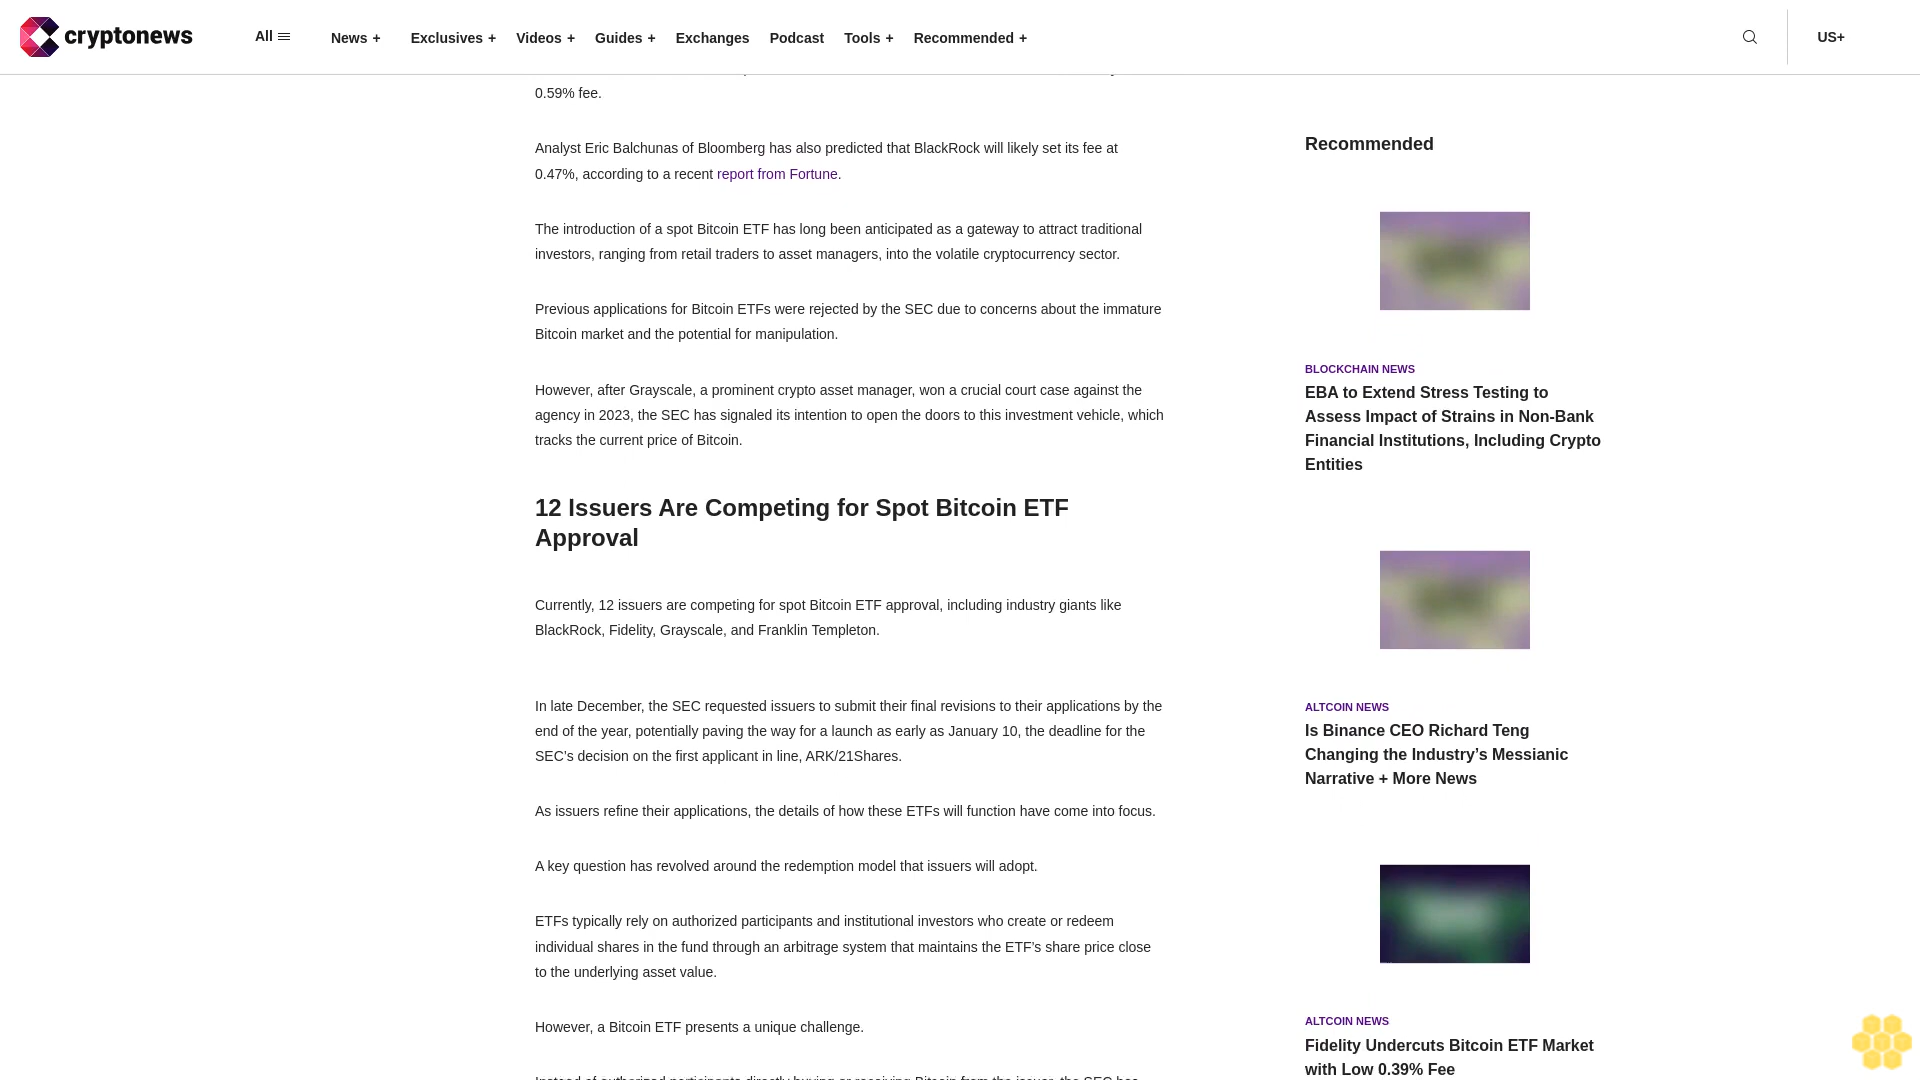 cryptonews
All
News +
Exclusives +
Videos +
Guides +
Exchanges
Podcast
Tools +
Recommended +
US+
0.59% fee.
Analyst Eric Balchunas of Bloomberg has also predicted that BlackRock will likely set its fee at
0.47%, according to a recent report from Fortune.
The introduction of a spot Bitcoin ETF has long been anticipated as a gateway to attract traditional
investors, ranging from retail traders to asset managers, into the volatile cryptocurrency sector.
Previous applications for Bitcoin ETFs were rejected by the SEC due to concerns about the immature
Bitcoin market and the potential for manipulation.
However, after Grayscale, a prominent crypto asset manager, won a crucial court case against the
agency in 2023, the SEC has signaled its intention to open the doors to this investment vehicle, which
tracks the current price of Bitcoin.
12 Issuers Are Competing for Spot Bitcoin ETF
Approval
Currently, 12 issuers are competing for spot Bitcoin ETF approval, including industry giants like
BlackRock, Fidelity, Grayscale, and Franklin Templeton.
In late December, the SEC requested issuers to submit their final revisions to their applications by the
end of the year, potentially paving the way for a launch as early as January 10, the deadline for the
SEC's decision on the first applicant in line, ARK/21Shares.
As issuers refine their applications, the details of how these ETFs will function have come into focus.
A key question has revolved around the redemption model that issuers will adopt.
ETFs typically rely on authorized participants and institutional investors who create or redeem
individual shares in the fund through an arbitrage system that maintains the ETF's share price close
to the underlying asset value.
However, a Bitcoin ETF presents a unique challenge.
Instead of authorized participants directly buying or receiving Bitcoin from the issuer, the SEC has
Recommended
BLOCKCHAIN NEWS
EBA to Extend Stress Testing to
Assess Impact of Strains in Non-Bank
Financial Institutions, Including Crypto
Entities
ALTCOIN NEWS
Is Binance CEO Richard Teng
Changing the Industry’s Messianic
Narrative + More News
ALTCOIN NEWS
Fidelity Undercuts Bitcoin ETF Market
with Low 0.39% Fee